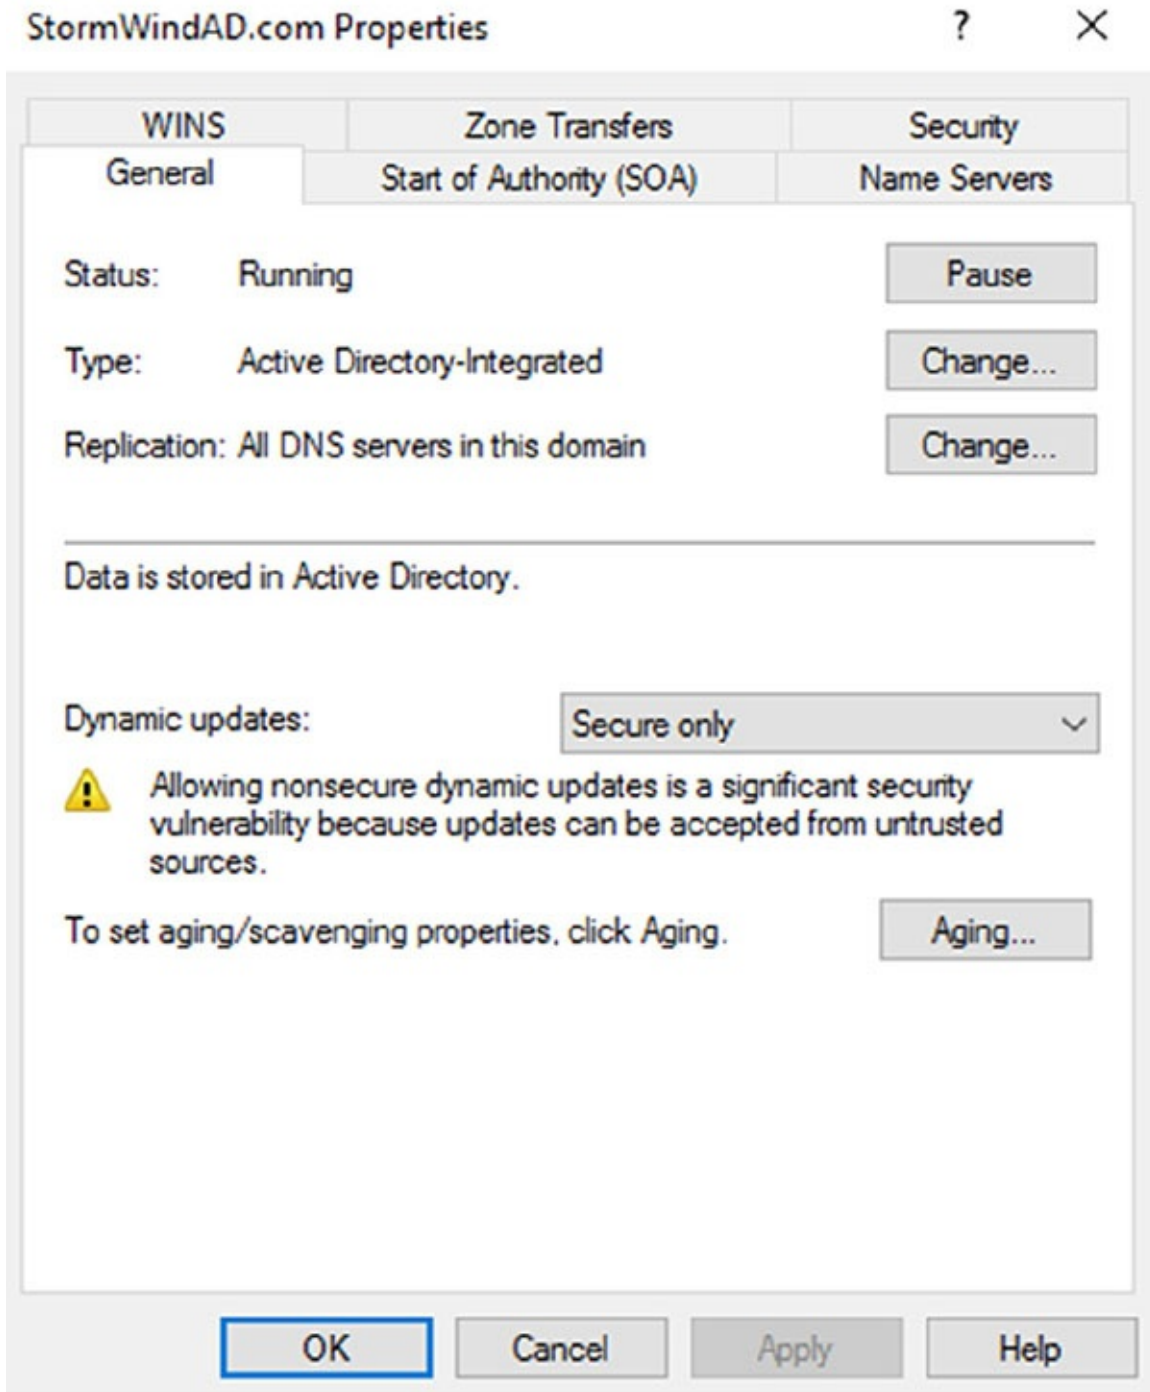 StormWindAD.com Properties ? X
WINS Zone Transfers Security
General Start of Authority (SOA) Name Servers
Status: Running Pause
Type: Active Directory-Integrated Change...
Replication: All DNS servers in this domain Change...
Data is stored in Active Directory.
Dynamic updates: Secure only
Allowing nonsecure dynamic updates is a significant security
vulnerability because updates can be accepted from untrusted
sources.
To set aging/scavenging properties, click Aging. Aging...
OK Cancel Apply Help